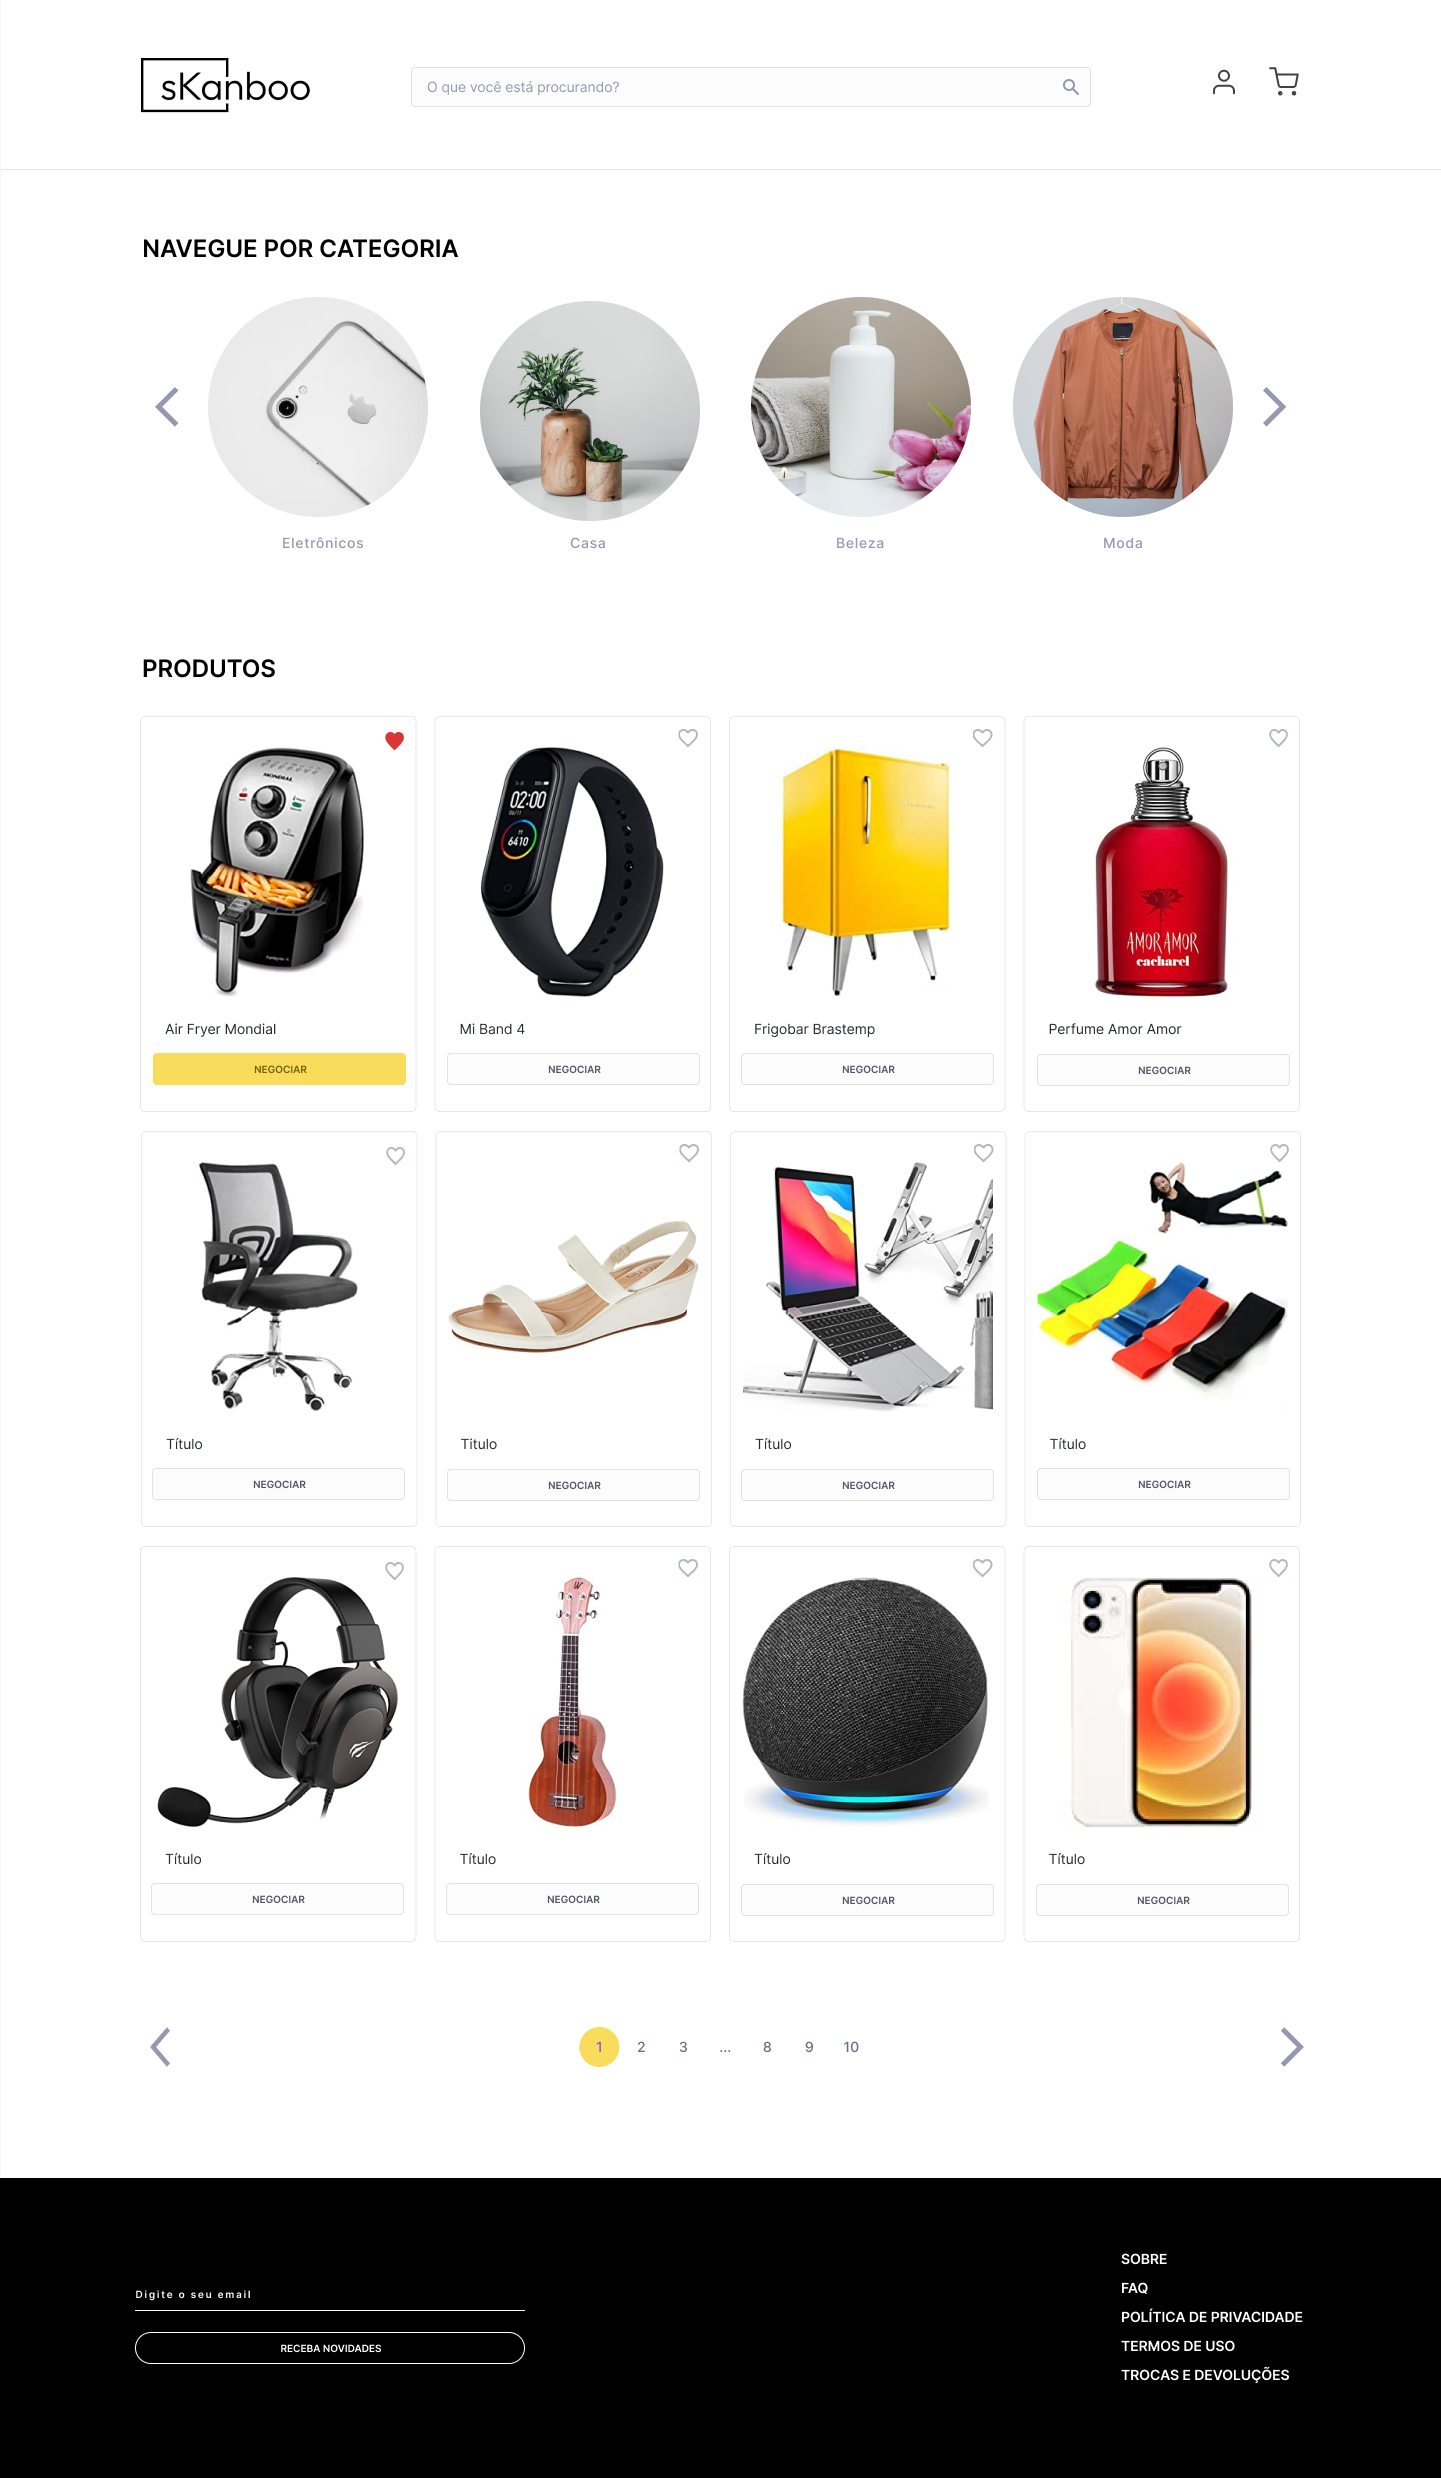 sKanboo
O que você está procurando?
NAVEGUE POR CATEGORIA
Eletrônicos
Casa
Beleza
Moda
PRODUTOS
MONDIAL
02:00
6410
AMOR AMOR
cacharel
Air Fryer Mondial
Mi Band 4
Frigobar Brastemp
Perfume Amor Amor
NEGOCIAR
NEGOCIAR
NEGOCIAR
NEGOCIAR
Título
Titulo
Título
Título
NEGOCIAR
NEGOCIAR
NEGOCIAR
NEGOCIAR
W
Título
Título
Título
Título
NEGOCIAR
NEGOCIAR
NEGOCIAR
NEGOCIAR
1 2 3 ... 8 9 10
Digite o seu email
RECEBA NOVIDADES
SOBRE
FAQ
POLÍTICA DE PRIVACIDADE
TERMOS DE USO
TROCAS E DEVOLUÇÕES